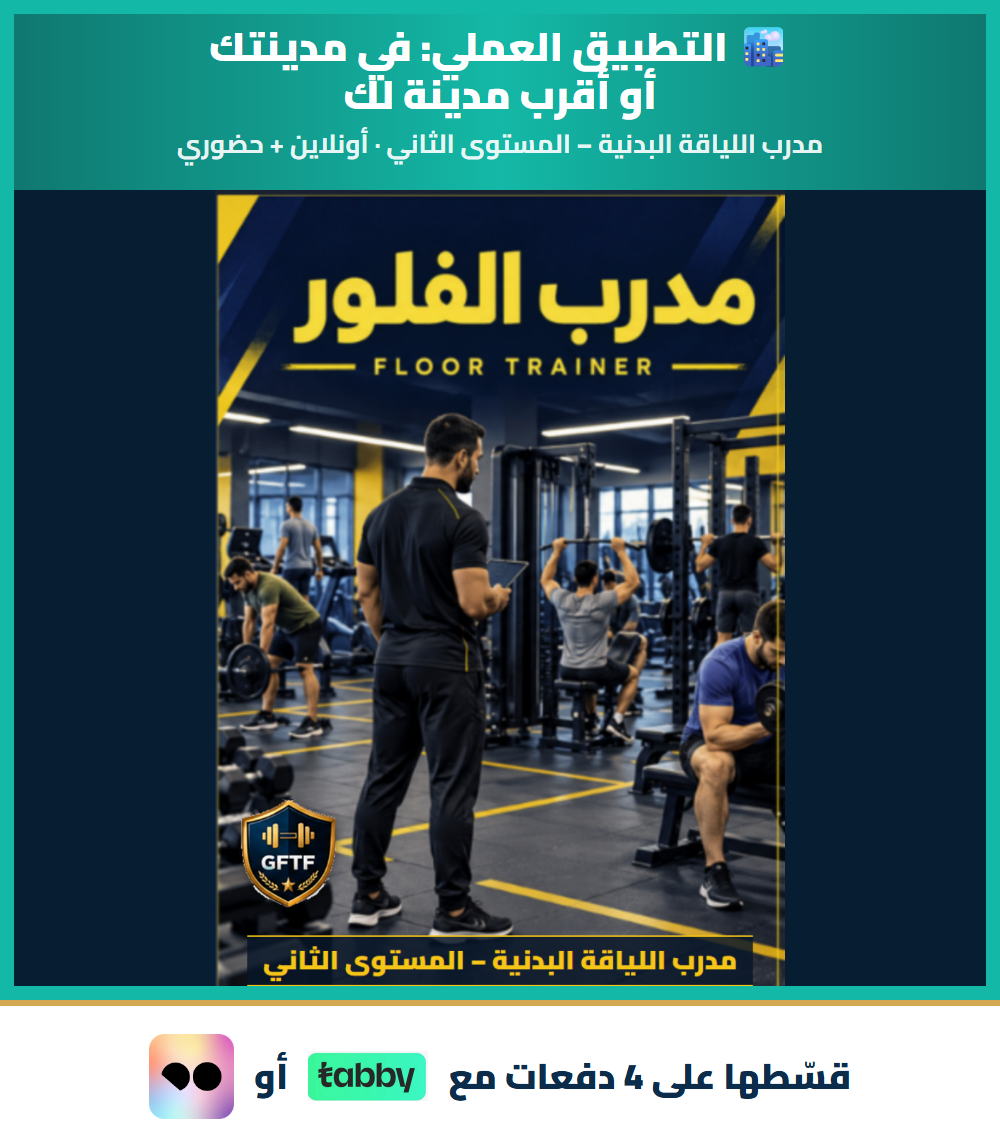 التطبيق العملي: في مدينتك
أو أقرب مدينة لك
مدرب اللياقة البدنية – المستوى الثاني · أونلاين + حضوري
مدرب الفلور
FLOOR TRAINER
GFTF
مدرب اللياقة البدنية – المستوى الثاني
قسّطها على 4 دفعات مع tabby أو